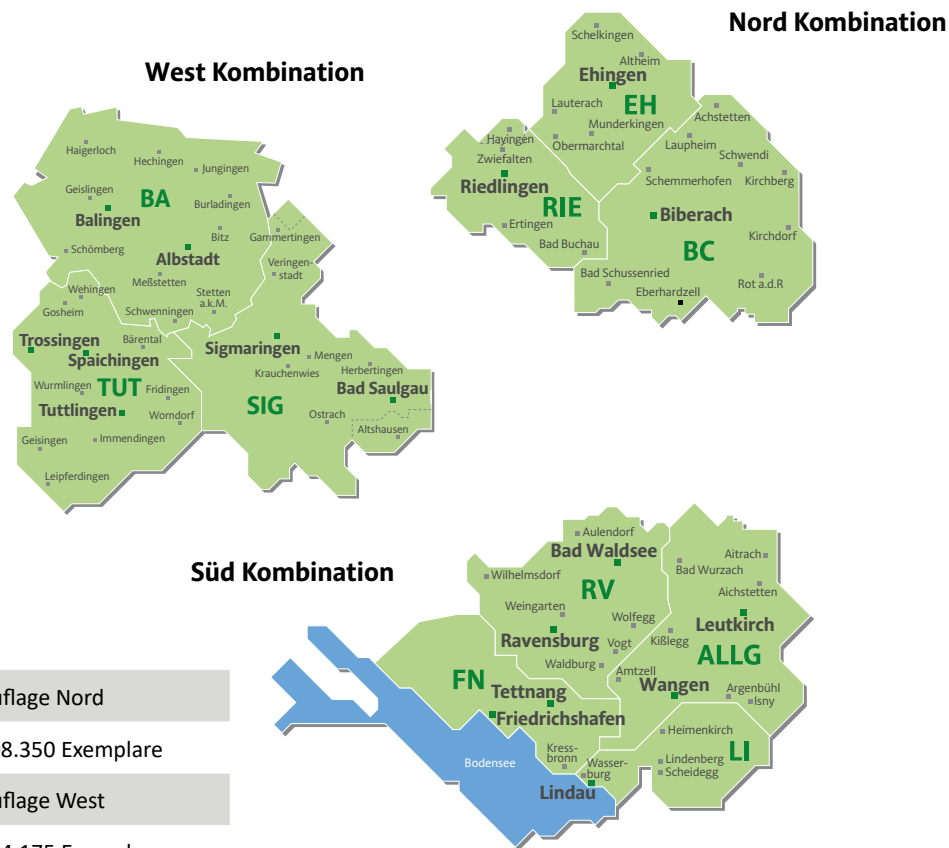 Nord Kombination
Schelkingen
Altheim
Ehingen
EH
Lauterach
Munderkingen
Obermarchtal
Achstetten
Laupheim
Schwendi
Schemmerhofen
Kirchberg
Hayingen
Zwiefalten
Riedlingen
RIE
Ertingen
Bad Buchau
Biberach
BC
Kirchdorf
Bad Schussenried
Eberhardzell
Rot a.d.R
West Kombination
Haigerloch
Hechingen
Jungingen
Geislingen
BA
Burladingen
Balingen
Bitz
Gammertingen
Schömberg
Albstadt
Veringen-
stadt
Meßstetten
Wehingen
Stetten
a.k.M.
Gosheim
Schwenningen
Trossingen
Bärental
Spaichingen
Sigmaringen
Mengen
Herbertingen
Krauchenwies
Wurmlingen
TUT
Fridingen
SIG
Bad Saulgau
Tuttlingen
Worndorf
Ostrach
Altshausen
Geisingen
Immendingen
Leipferdingen
Süd Kombination
Aulendorf
Bad Waldsee
Aitrach
Bad Wurzach
Wilhelmsdorf
RV
Aichstetten
Weingarten
Wolfegg
Leutkirch
Ravensburg
Vogt
Kißlegg
ALLG
Waldburg
Amtzell
FN
Tettnang
Wangen
Argenbühl
Isny
Friedrichshafen
Heimenkirch
Kress-
bronn
LI
Bodensee
Wasser-
burg
Lindenberg
Scheidegg
Lindau
uflage Nord
8.350 Exemplare
uflage West